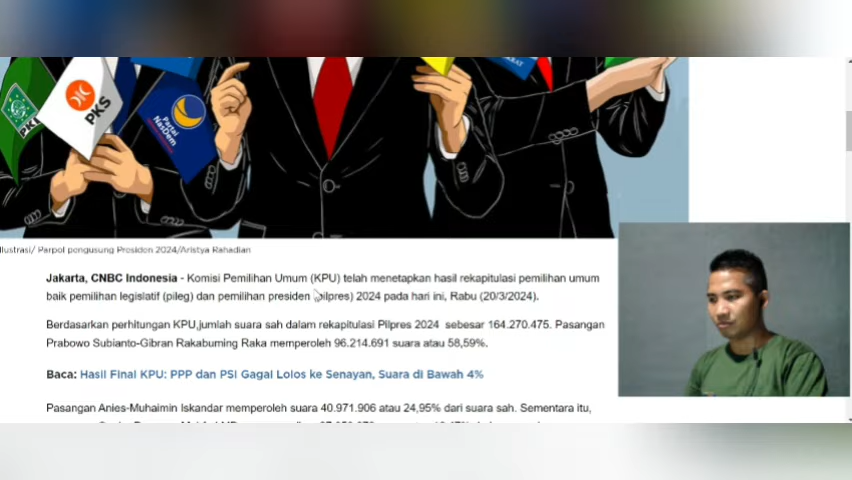 PKS
Partai
NasDem
llustrasi/ Parpol pengusung Presiden 2024/Aristya Rahadian
Jakarta, CNBC Indonesia - Komisi Pemilihan Umum (KPU) telah menetapkan hasil rekapitulasi pemilihan umum
baik pemilihan legislatif (pileg) dan pemilihan presiden pilpres) 2024 pada hari ini, Rabu (20/3/2024).
Berdasarkan perhitungan KPU,jumlah suara sah dalam rekapitulasi Pilpres 2024 sebesar 164.270.475. Pasangan
Prabowo Subianto-Gibran Rakabuming Raka memperoleh 96.214.691 suara atau 58,59%.
Baca: Hasil Final KPU: PPP dan PSI Gagal Lolos ke Senayan, Suara di Bawah 4%
Pasangan Anies-Muhaimin Iskandar memperoleh suara 40.971.906 atau 24,95% dari suara sah. Sementara itu,